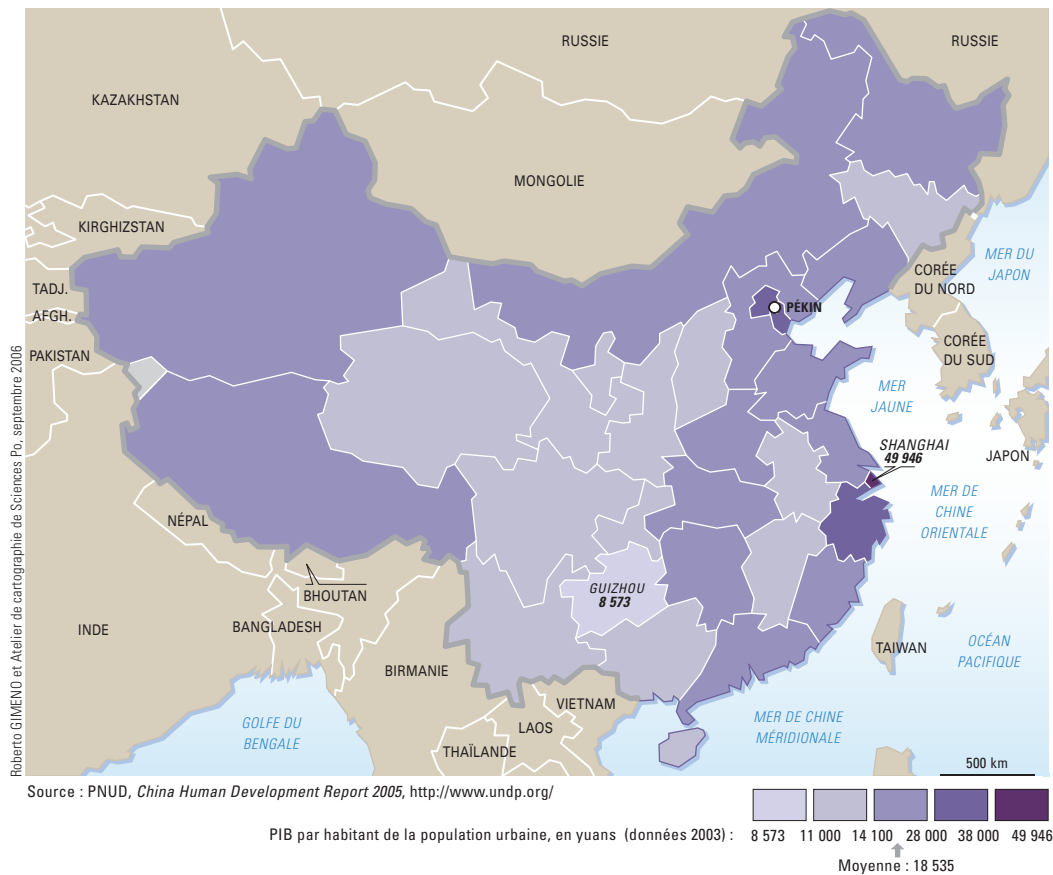 RUSSIE
RUSSIE
KAZAKHSTAN
MONGOLIE
KIRGHIZSTAN
MER DU
JAPON
CORÉE
DU NORD
TADJ.
AFGH.
PÉKIN
CORÉE
DU SUD
PAKISTAN
MER
JAUNE
SHANGHAI
49 946
JAPON
MER DE
CHINE
ORIENTALE
NÉPAL
GUIZHOU
8 573
BHOUTAN
INDE
BANGLADESH
BIRMANIE
TAIWAN
OCÉAN
PACIFIQUE
VIETNAM
GOLFE DU
BENGALE
LAOS
THAÏLANDE
MER DE CHINE
MÉRIDIONALE
500 km
Roberto GIMENO et Atelier de cartographie de Sciences Po, septembre 2006
Source : PNUD, China Human Development Report 2005, http://www.undp.org/
PIB par habitant de la population urbaine, en yuans (données 2003) :
8 573 11 000 14 100 28 000 38 000 49 946
Moyenne : 18 535